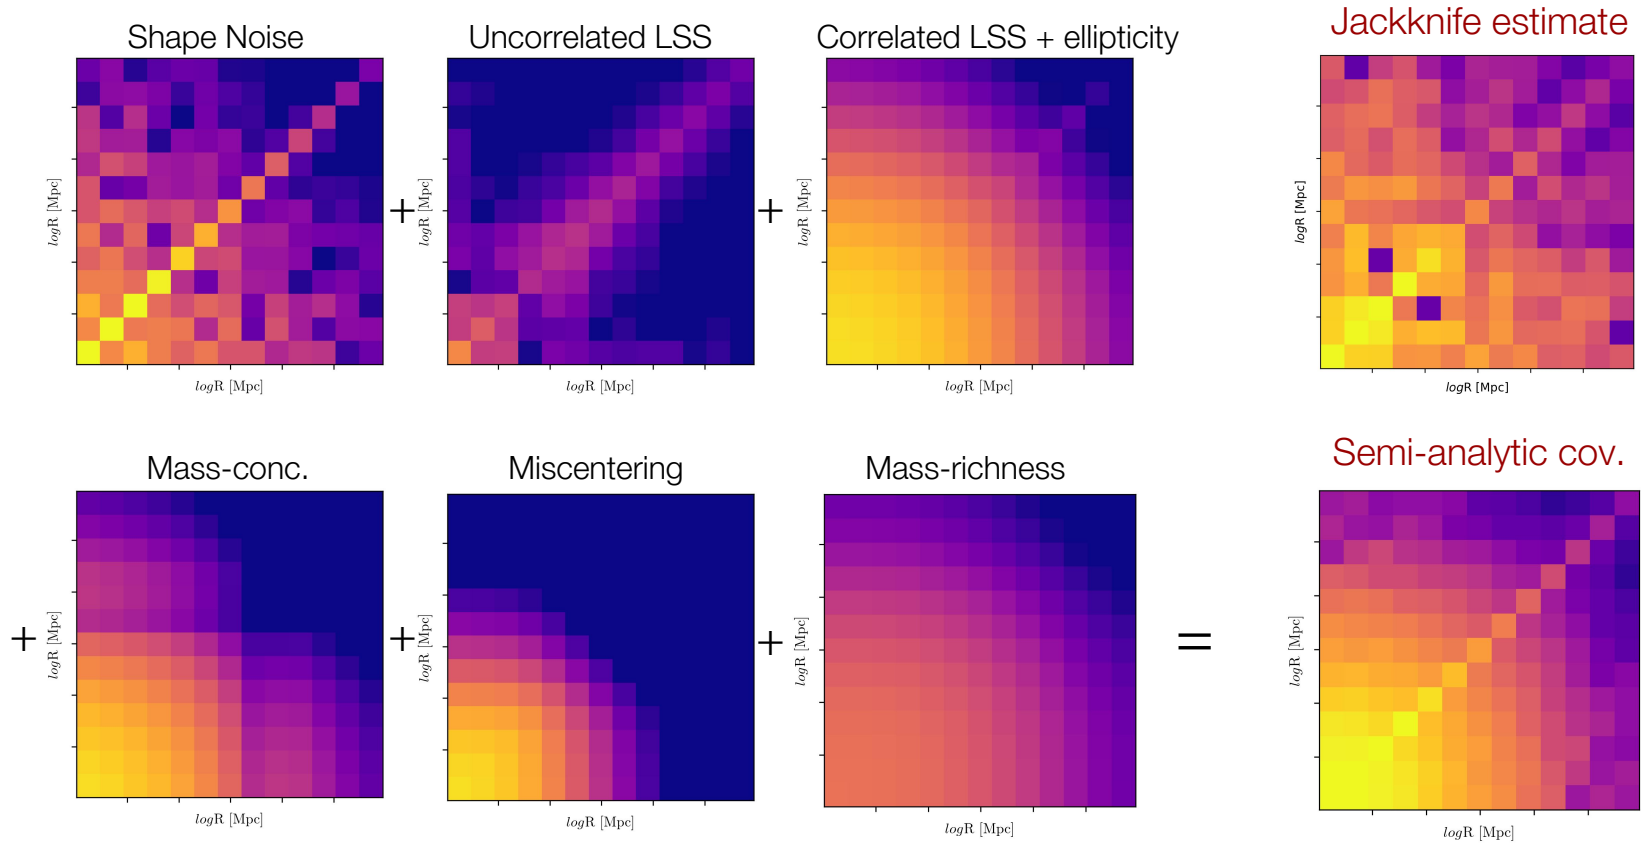 Shape Noise
Uncorrelated LSS
Correlated LSS + ellipticity
Jackknife estimate
logR [Mpc]
+
logR [Mpc]
+
logR [Mpc]
logR [Mpc]
logR [Mpc]
logR [Mpc]
logR [Mpc]
logR [Mpc]
Mass-conc.
Miscentering
Mass-richness
Semi-analytic cov.
+
logR [Mpc]
+
logR [Mpc]
+
logR [Mpc]
=
logR [Mpc]
logR [Mpc]
logR [Mpc]
logR [Mpc]
logR [Mpc]